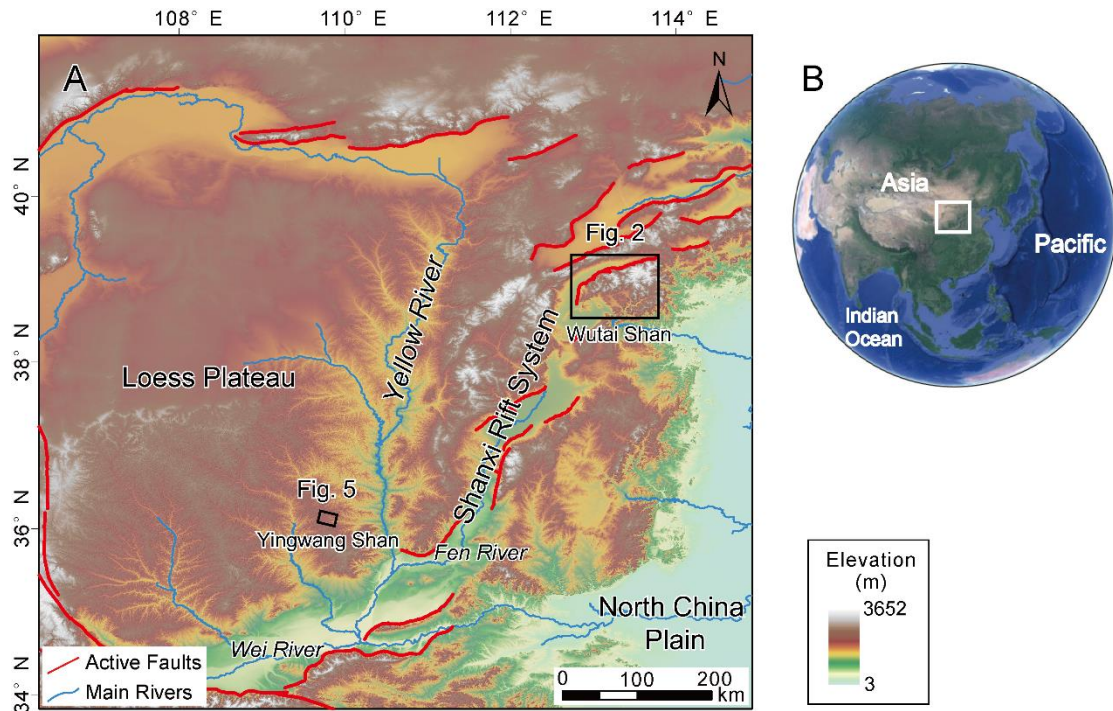 108° E
110° E
112° E
114° E
A
N
40° N
38° N
36° N
34° N
Fig. 2
Wutai Shan
Yellow River
Shanxi Rift System
Loess Plateau
Fig. 5
Yingwang Shan
Fen River
Wei River
North China
Plain
Active Faults
Main Rivers
0 100 200
km
B
Asia
Pacific
Indian
Ocean
Elevation
(m)
3652
3